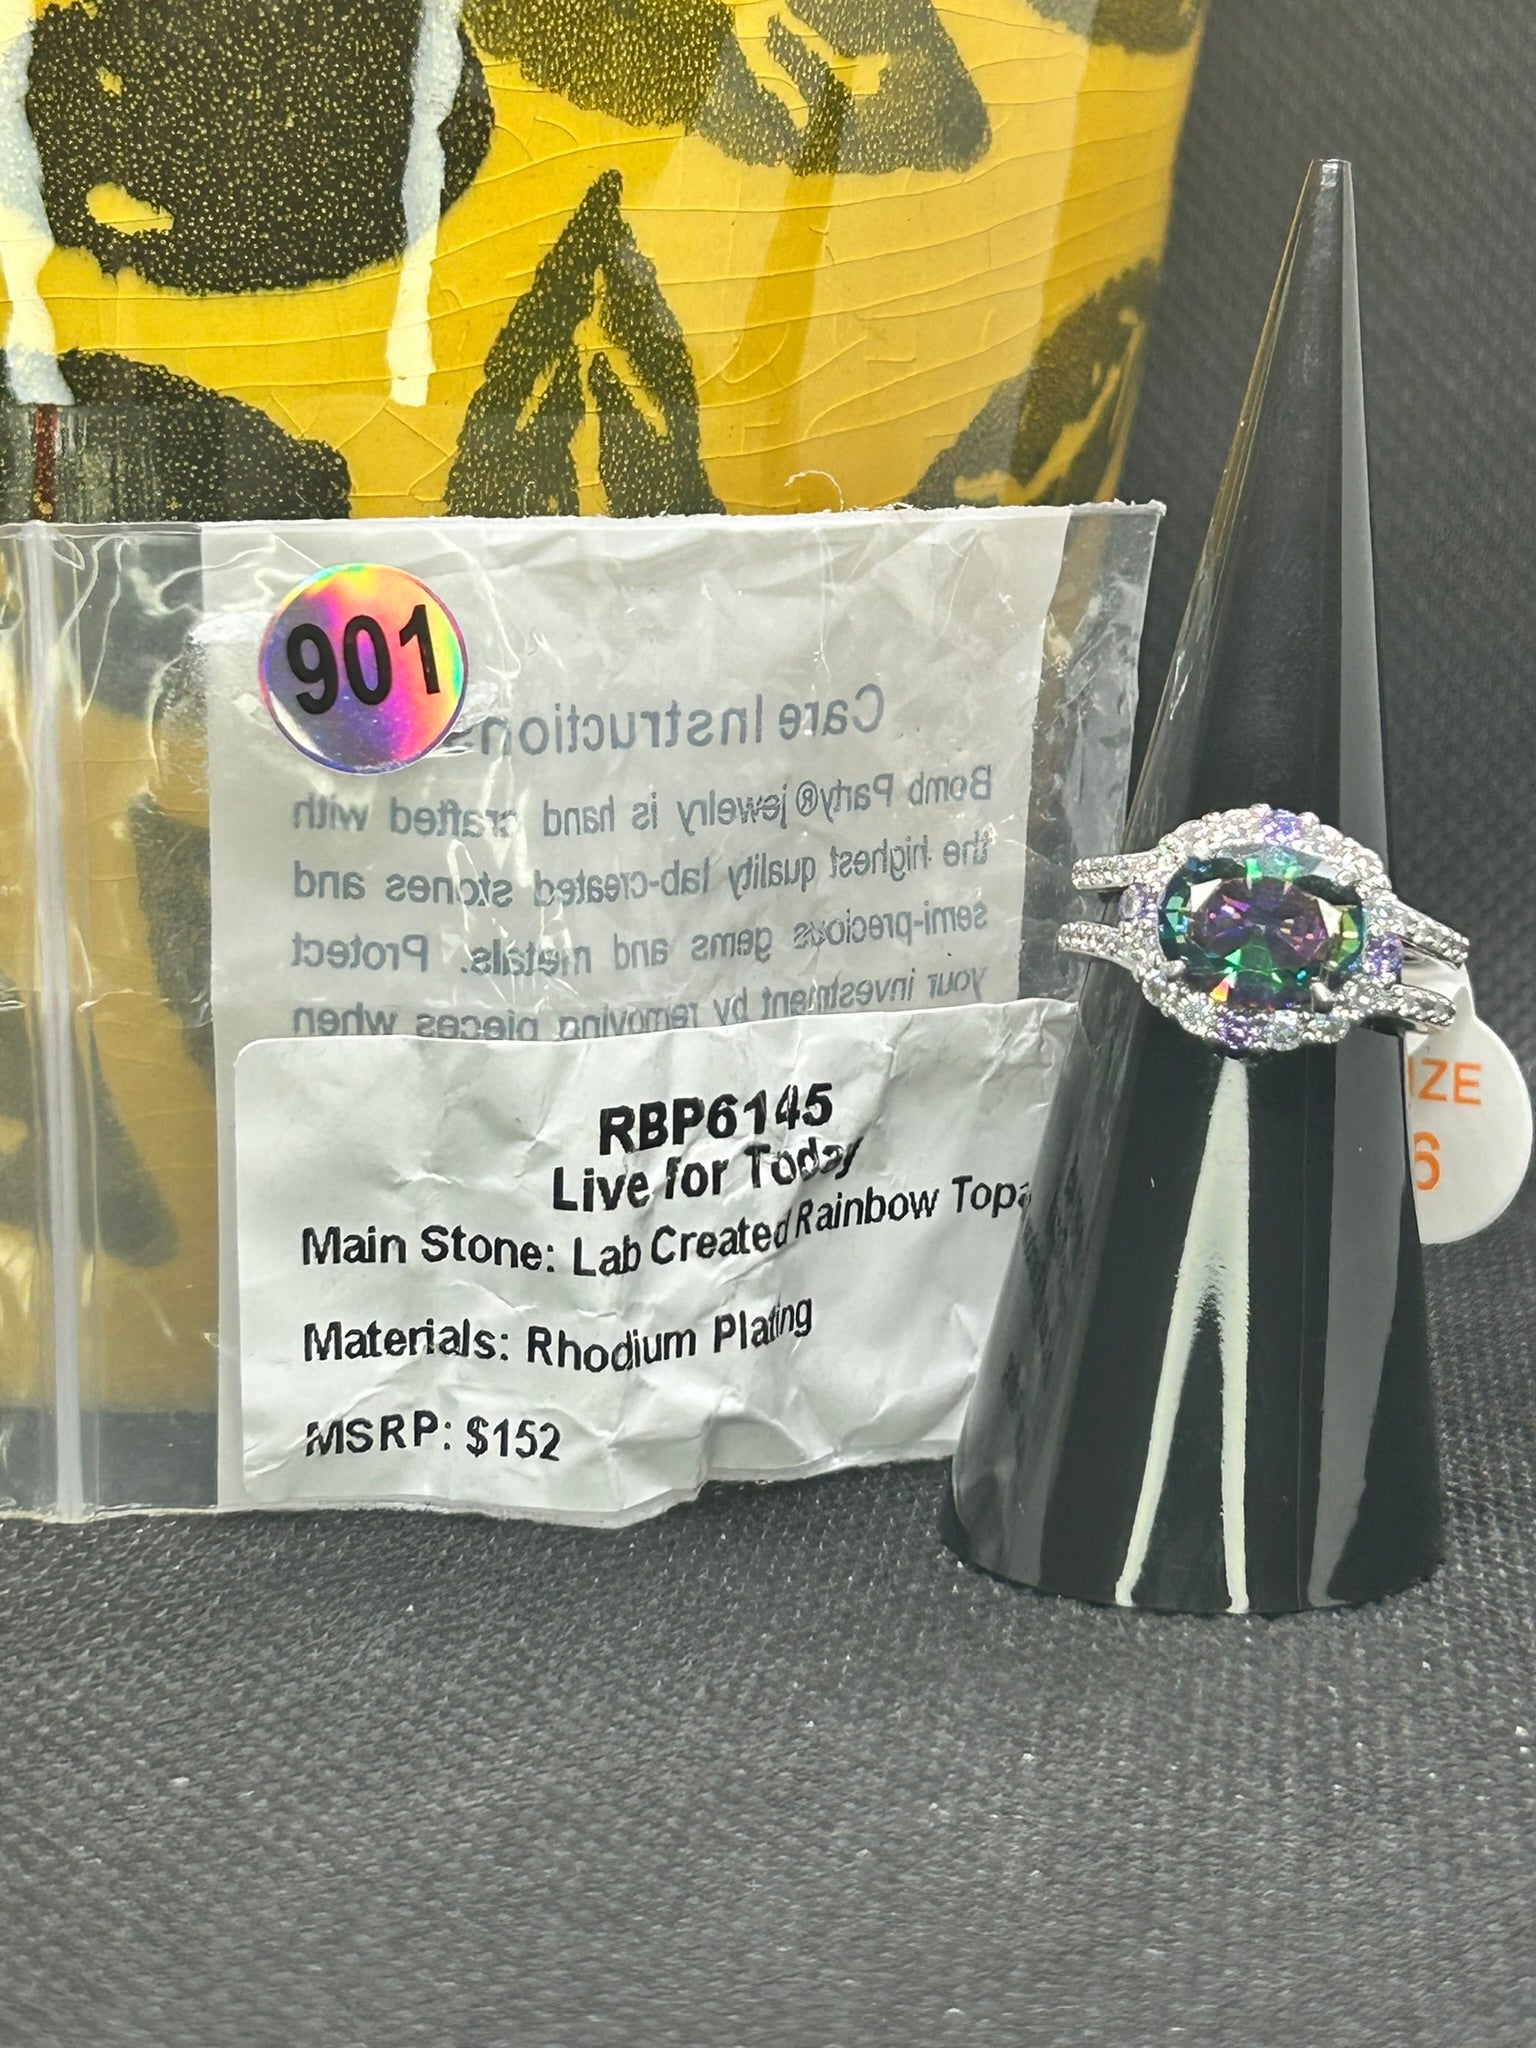 901
Care Instructions
Bomb Party® jewelry is hand crafted with
the highest quality lab-created stones and
semi-precious gems and metals. Protect
your investment by removing pieces when
RBP6145
Live for Today
Main Stone: Lab Created Rainbow Topa
Materials: Rhodium Plating
MSRP: $152
IZE
6